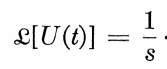 ℒ[U(t)] = 1/s ·